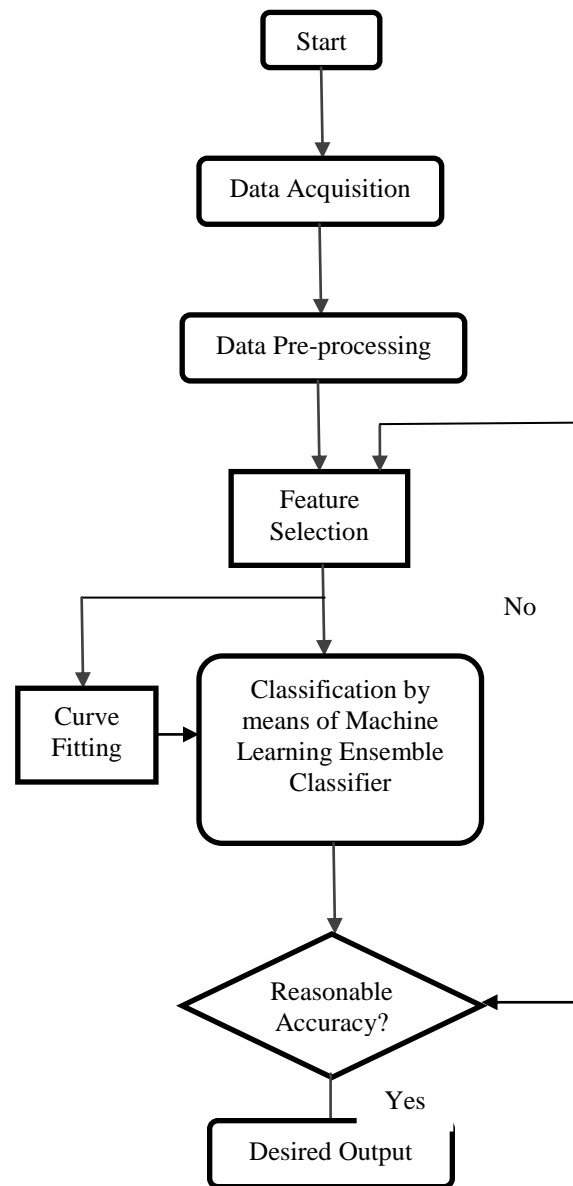 Start
Data Acquisition
Data Pre-processing
Feature
Selection
No
Curve
Fitting
Classification by
means of Machine
Learning Ensemble
Classifier
Reasonable
Accuracy?
Yes
Desired Output